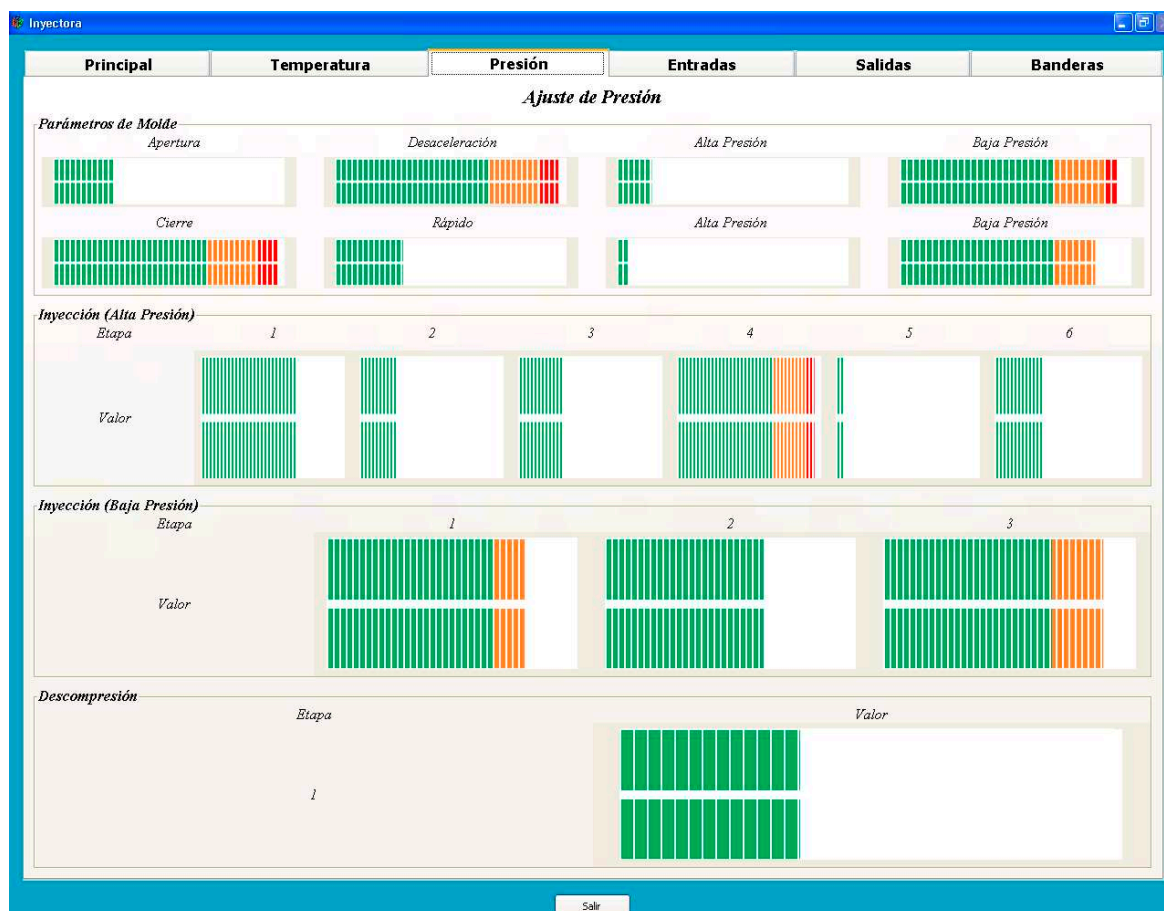 Inyectora
Principal Temperatura Presión Entradas Salidas Banderas
Ajuste de Presión
Parámetros de Molde
Apertura Desaceleración Alta Presión Baja Presión
Cierre Rápido Alta Presión Baja Presión
Inyección (Alta Presión)
Etapa 1 2 3 4 5 6
Valor
Inyección (Baja Presión)
Etapa 1 2 3
Valor
Descompresión
Etapa Valor
1
Salir